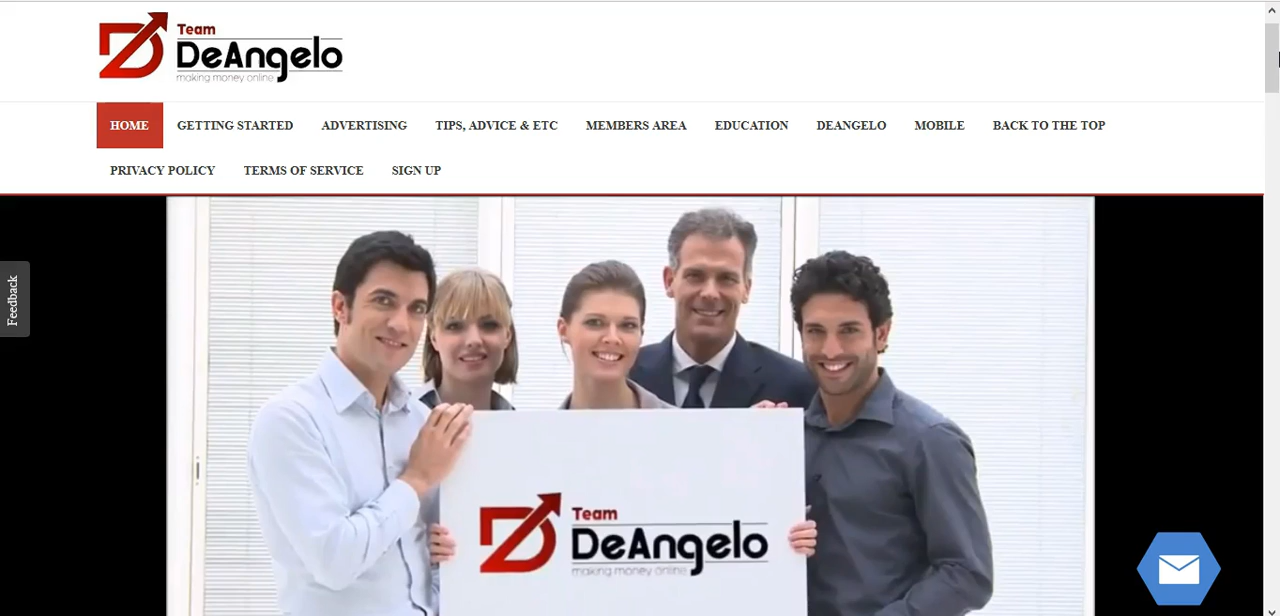 Team
DeAngelo
making money online
HOME GETTING STARTED ADVERTISING TIPS, ADVICE & ETC MEMBERS AREA EDUCATION DEANGELO MOBILE BACK TO THE TOP
PRIVACY POLICY TERMS OF SERVICE SIGN UP
Feedback
Team
DeAngelo
making money online